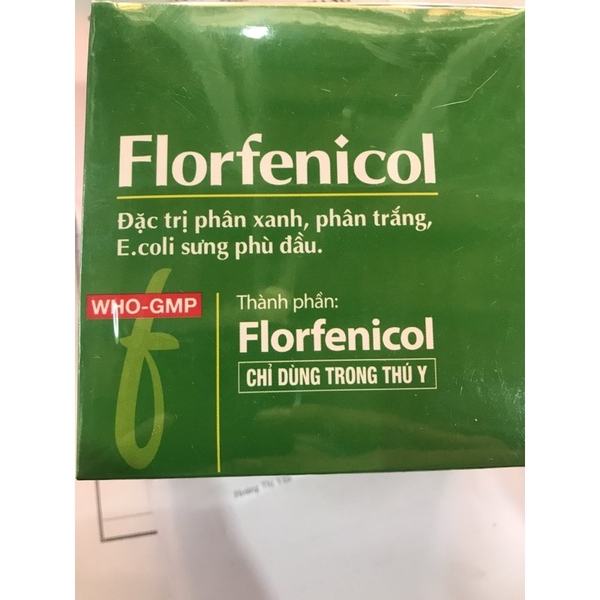 Florfenicol
Đặc trị phân xanh, phân trắng,
E.coli sưng phù đầu.
WHO-GMP
Thành phần:
Florfenicol
CHỈ DÙNG TRONG THÚ Y